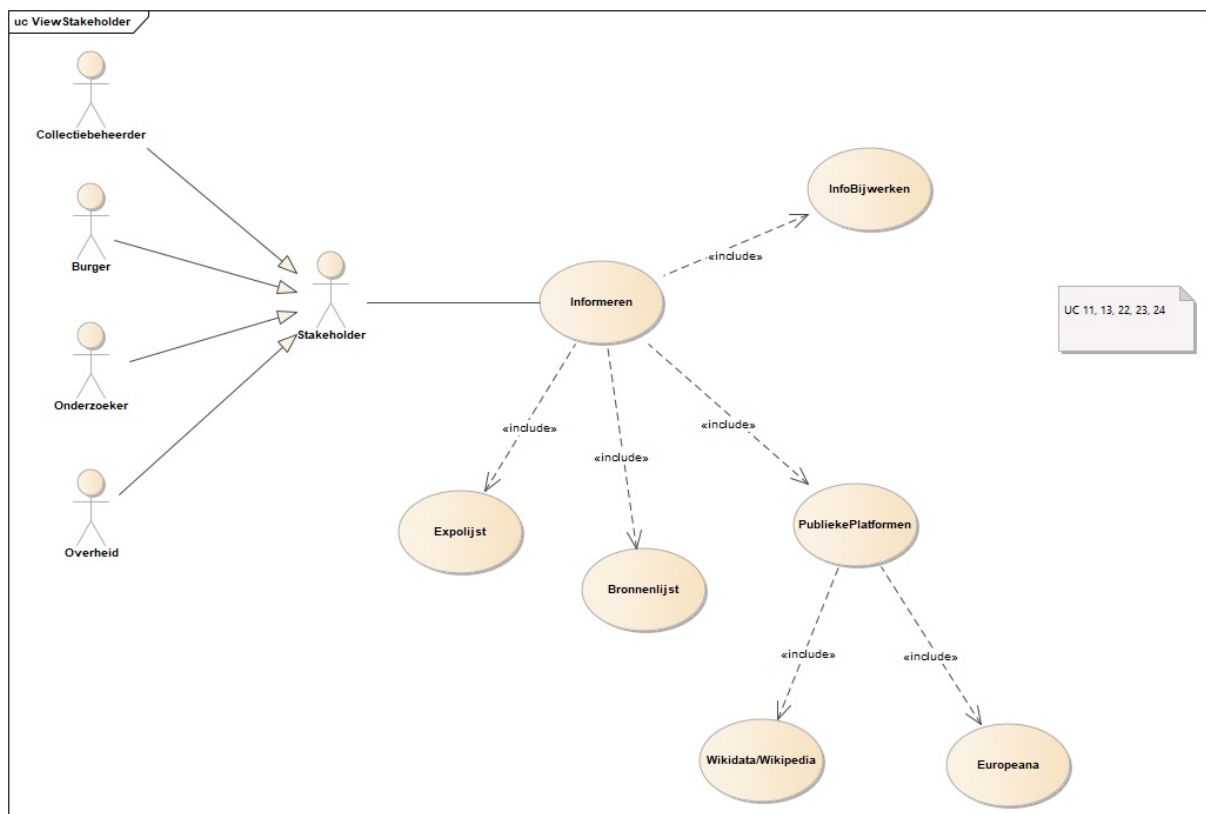 uc ViewStakeholder
Collectiebeheerder
InfoBijwerken
Burger
«include»
Informeren
UC 11, 13, 22, 23, 24
Stakeholder
Onderzoeker
«include»
«include»
«include»
Expolijst
PubliekePlatformen
Overheid
Bronnenlijst
«include»
«include»
Wikidata/Wikipedia
Europeana